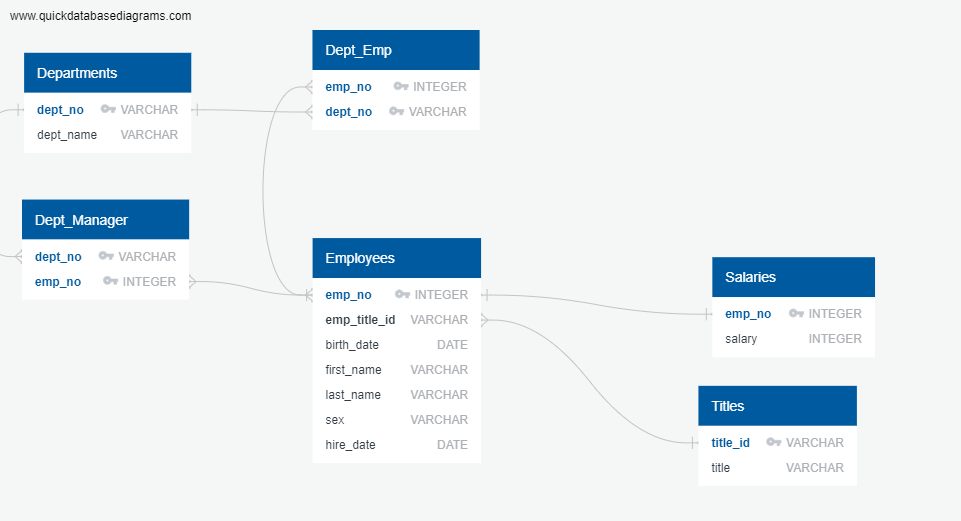 www.quickdatabasediagrams.com
Departments
dept_no VARCHAR
dept_name VARCHAR
Dept_Emp
emp_no INTEGER
dept_no VARCHAR
Dept_Manager
dept_no VARCHAR
emp_no INTEGER
Employees
emp_no INTEGER
emp_title_id VARCHAR
birth_date DATE
first_name VARCHAR
last_name VARCHAR
sex VARCHAR
hire_date DATE
Salaries
emp_no INTEGER
salary INTEGER
Titles
title_id VARCHAR
title VARCHAR